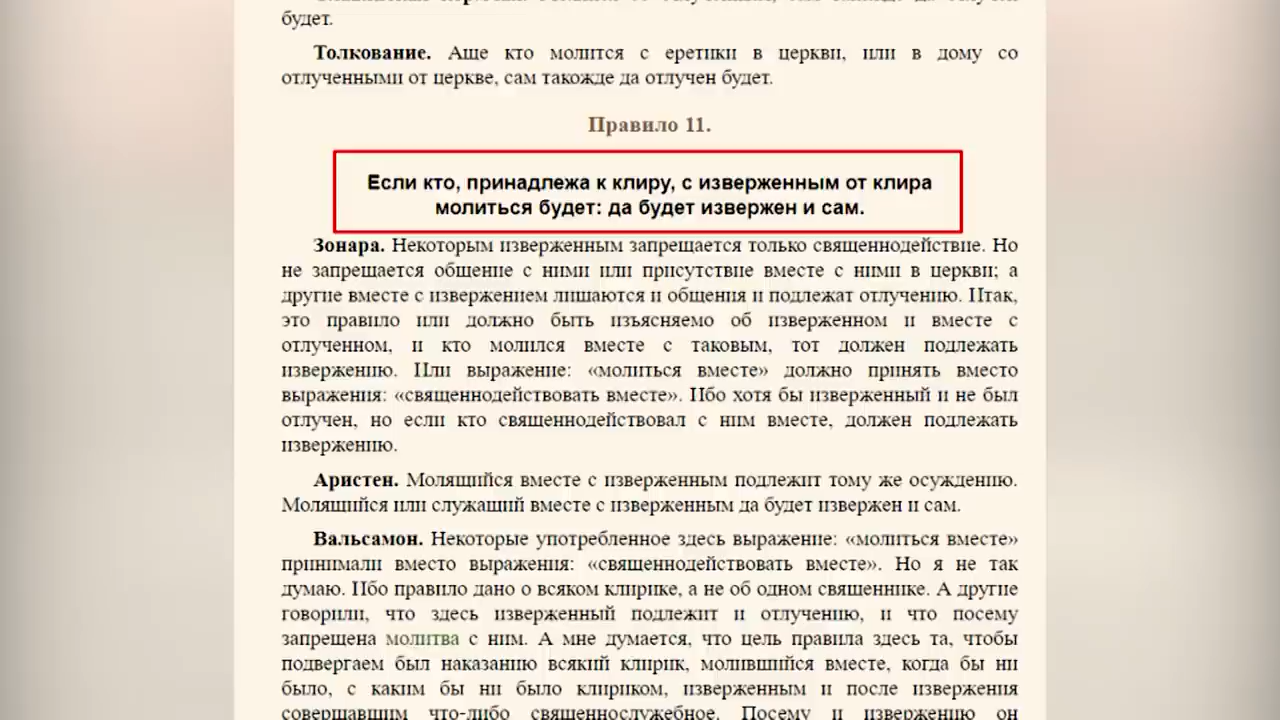 будет.
Толкование. Аще кто молится с еретики в церкви, или в дому со
отлученными от церкве, сам такожде да отлучен будет.
Правило 11.
Если кто, принадлежа к клиру, с изверженным от клира
молиться будет: да будет извержен и сам.
Зонара. Некоторым изверженным запрещается только священнодействие. Но
не запрещается общение с ними или присутствие вместе с ними в церкви; а
другие вместе с извержением лишаются и общения и подлежат отлучению. Итак,
это правило или должно быть изъясняемо об изверженном и вместе с
отлученном, и кто молился вместе с таковым, тот должен подлежать
извержению. Или выражение: «молиться вместе» должно принять вместо
выражения: «священнодействовать вместе». Ибо хотя бы изверженный и не был
отлучен, но если кто священнодействовал с ним вместе, должен подлежать
извержению.
Аристен. Молящийся вместе с изверженным подлежит тому же осуждению.
Молящийся или служащий вместе с изверженным да будет извержен и сам.
Вальсамон. Некоторые употребленное здесь выражение: «молиться вместе»
принимали вместо выражения: «священнодействовать вместе». Но я не так
думаю. Ибо правило дано о всяком клирике, а не об одном священнике. А другие
говорили, что здесь изверженный подлежит и отлучению, и что посему
запрещена молитва с ним. А мне думается, что цель правила здесь та, чтобы
подвергаем был наказанию всякий клирик, молившийся вместе, когда бы ни
было, с каким бы ни было клириком, изверженным и после извержения
совершавшим что-либо священнослужебное. Посему и извержению он